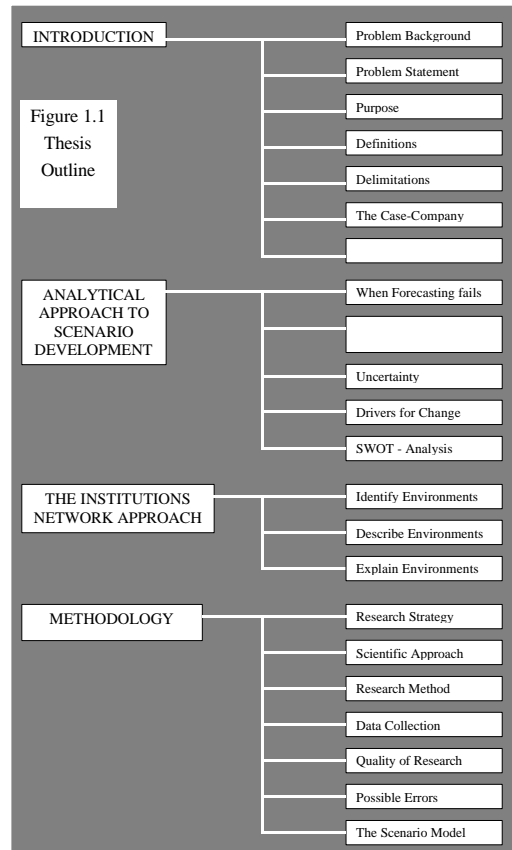 INTRODUCTION
Problem Background
Problem Statement
Purpose
Definitions
Delimitations
The Case-Company
Figure 1.1
Thesis
Outline
ANALYTICAL
APPROACH TO
SCENARIO
DEVELOPMENT
When Forecasting fails
Uncertainty
Drivers for Change
SWOT - Analysis
THE INSTITUTIONS
NETWORK APPROACH
Identify Environments
Describe Environments
Explain Environments
METHODOLOGY
Research Strategy
Scientific Approach
Research Method
Data Collection
Quality of Research
Possible Errors
The Scenario Model